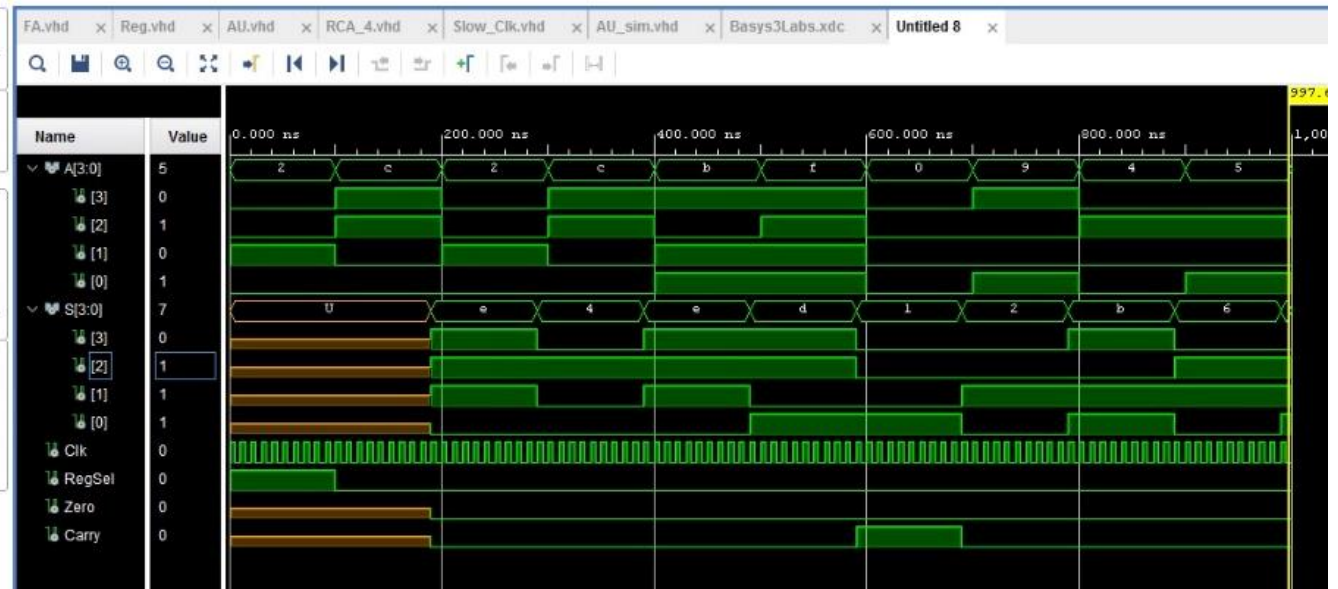 FA.vhd × Reg.vhd × AU.vhd × RCA_4.vhd × Slow_Clk.vhd × AU_sim.vhd × Basys3Labs.xdc × Untitled 8 ×
997.6
Name Value 0.000 ns 200.000 ns 400.000 ns 600.000 ns 800.000 ns 1,00
A[3:0] 5 2 c 2 c b f 0 9 4 5
[3] 0
[2] 1
[1] 0
[0] 1
S[3:0] 7 U e 4 e d 1 2 b 6
[3] 0
[2] 1
[1] 1
[0] 1
Clk 0
RegSel 0
Zero 0
Carry 0